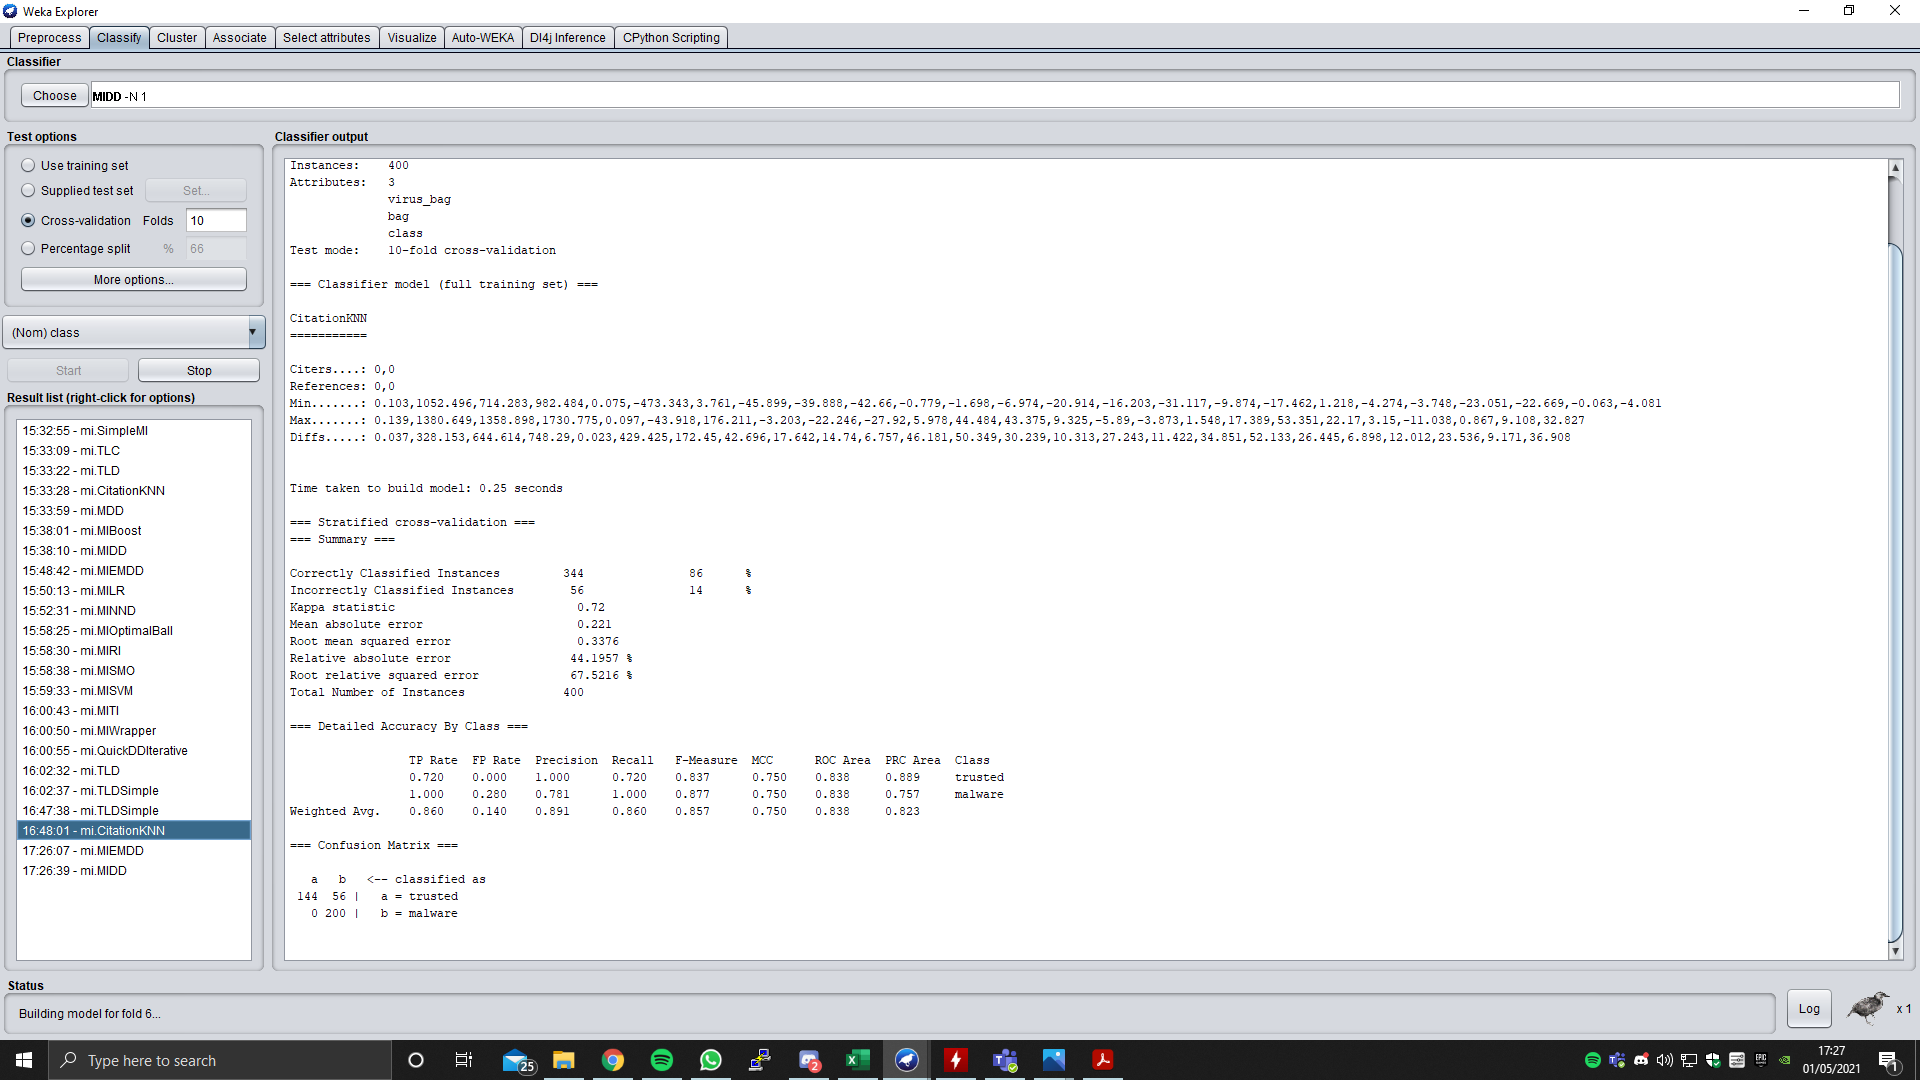 Weka Explorer
Preprocess Classify Cluster Associate Select attributes Visualize Auto-WEKA Dl4j Inference CPython Scripting
Classifier
Choose MIDD -N 1
Test options
Use training set
Supplied test set Set...
Cross-validation Folds 10
Percentage split % 66
More options...
(Nom) class
Start Stop
Result list (right-click for options)
15:32:55 - mi.SimpleMI
15:33:09 - mi.TLC
15:33:22 - mi.TLD
15:33:28 - mi.CitationKNN
15:33:59 - mi.MDD
15:38:01 - mi.MIBoost
15:38:10 - mi.MIDD
15:48:42 - mi.MIEMDD
15:50:13 - mi.MILR
15:52:31 - mi.MINND
15:58:25 - mi.MIOptimalBall
15:58:30 - mi.MIRI
15:58:38 - mi.MISMO
15:59:33 - mi.MISVM
16:00:43 - mi.MITI
16:00:50 - mi.MIWrapper
16:00:55 - mi.QuickDDIterative
16:02:32 - mi.TLD
16:02:37 - mi.TLDSimple
16:47:38 - mi.TLDSimple
16:48:01 - mi.CitationKNN
17:26:07 - mi.MIEMDD
17:26:39 - mi.MIDD
Classifier output
Instances: 400
Attributes: 3
virus_bag
bag
class
Test mode: 10-fold cross-validation
=== Classifier model (full training set) ===
CitationKNN
===========
Citers....: 0,0
References: 0,0
Min.......: 0.103,1052.496,714.283,982.484,0.075,-473.343,3.761,-45.899,-39.888,-42.66,-0.779,-1.698,-6.974,-20.914,-16.203,-31.117,-9.874,-17.462,1.218,-4.274,-3.748,-23.051,-22.669,-0.063,-4.081
Max.......: 0.139,1380.649,1358.898,1730.775,0.097,-43.918,176.211,-3.203,-22.246,-27.92,5.978,44.484,43.375,9.325,-5.89,-3.873,1.548,17.389,53.351,22.17,3.15,-11.038,0.867,9.108,32.827
Diffs.....: 0.037,328.153,644.614,748.29,0.023,429.425,172.45,42.696,17.642,14.74,6.757,46.181,50.349,30.239,10.313,27.243,11.422,34.851,52.133,26.445,6.898,12.012,23.536,9.171,36.908
Time taken to build model: 0.25 seconds
=== Stratified cross-validation ===
=== Summary ===
Correctly Classified Instances 344 86 %
Incorrectly Classified Instances 56 14 %
Kappa statistic 0.72
Mean absolute error 0.221
Root mean squared error 0.3376
Relative absolute error 44.1957 %
Root relative squared error 67.5216 %
Total Number of Instances 400
=== Detailed Accuracy By Class ===
TP Rate FP Rate Precision Recall F-Measure MCC ROC Area PRC Area Class
0.720 0.000 1.000 0.720 0.837 0.750 0.838 0.889 trusted
1.000 0.280 0.781 1.000 0.877 0.750 0.838 0.757 malware
Weighted Avg. 0.860 0.140 0.891 0.860 0.857 0.750 0.838 0.823
=== Confusion Matrix ===
a b <-- classified as
144 56 | a = trusted
0 200 | b = malware
Status
Building model for fold 6...
Log x 1
Type here to search
25
2
17:27
01/05/2021
1